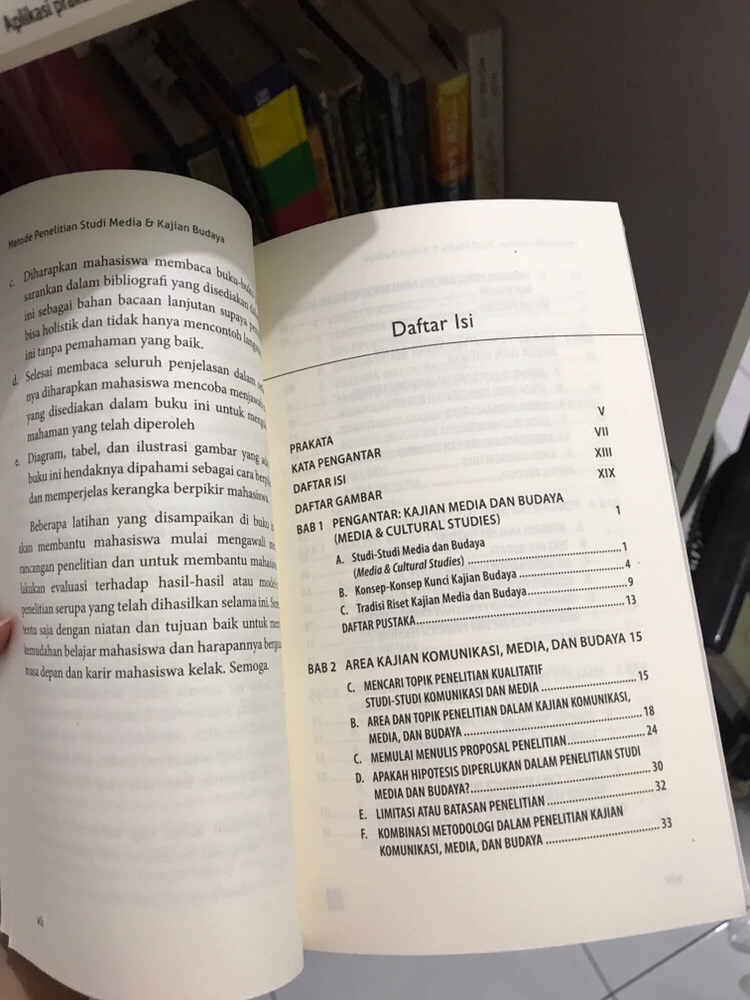 Aplikasi
Metode Penelitian Studi Media & Kajian Budaya
c. Diharapkan mahasiswa membaca
sarankan dalam bibliografi yang disediakan
ini sebagai bahan bacaan lanjutan supaya
bisa holistik dan tidak hanya mencontoh
ini tanpa pemahaman yang baik.
d. Selesai membaca seluruh penjelasan dalam
nya diharapkan mahasiswa mencoba
yang disediakan dalam buku ini untuk
mahaman yang telah diperoleh
e. Diagram, tabel, dan ilustrasi gambar yang
buku ini hendaknya dipahami sebagai cara
dan memperjelas kerangka berpikir
Beberapa latihan yang disampaikan di buku
akan membantu mahasiswa mulai mengawali
rancangan penelitian dan untuk membantu
lakukan evaluasi terhadap hasil-hasil atau
penelitian serupa yang telah dihasilkan selama ini.
tentu saja dengan niatan dan tujuan baik untuk
kemudahan belajar mahasiswa dan harapannya
masa depan dan karir mahasiswa kelak. Semoga.
xii
Daftar Isi
PRAKATA V
KATA PENGANTAR VII
DAFTAR ISI XIII
DAFTAR GAMBAR XIX
BAB 1 PENGANTAR: KAJIAN MEDIA DAN BUDAYA
(MEDIA & CULTURAL STUDIES) 1
A. Studi-Studi Media dan Budaya
(Media & Cultural Studies) ........ 1
B. Konsep-Konsep Kunci Kajian Budaya ........ 4
C. Tradisi Riset Kajian Media dan Budaya ........ 9
DAFTAR PUSTAKA ........ 13
BAB 2 AREA KAJIAN KOMUNIKASI, MEDIA, DAN BUDAYA 15
C. MENCARI TOPIK PENELITIAN KUALITATIF
STUDI-STUDI KOMUNIKASI DAN MEDIA ........ 15
B. AREA DAN TOPIK PENELITIAN DALAM KAJIAN KOMUNIKASI,
MEDIA, DAN BUDAYA ........ 18
C. MEMULAI MENULIS PROPOSAL PENELITIAN ........ 24
D. APAKAH HIPOTESIS DIPERLUKAN DALAM PENELITIAN STUDI
MEDIA DAN BUDAYA? ........ 30
E. LIMITASI ATAU BATASAN PENELITIAN ........ 32
F. KOMBINASI METODOLOGI DALAM PENELITIAN KAJIAN
KOMUNIKASI, MEDIA, DAN BUDAYA ........ 33